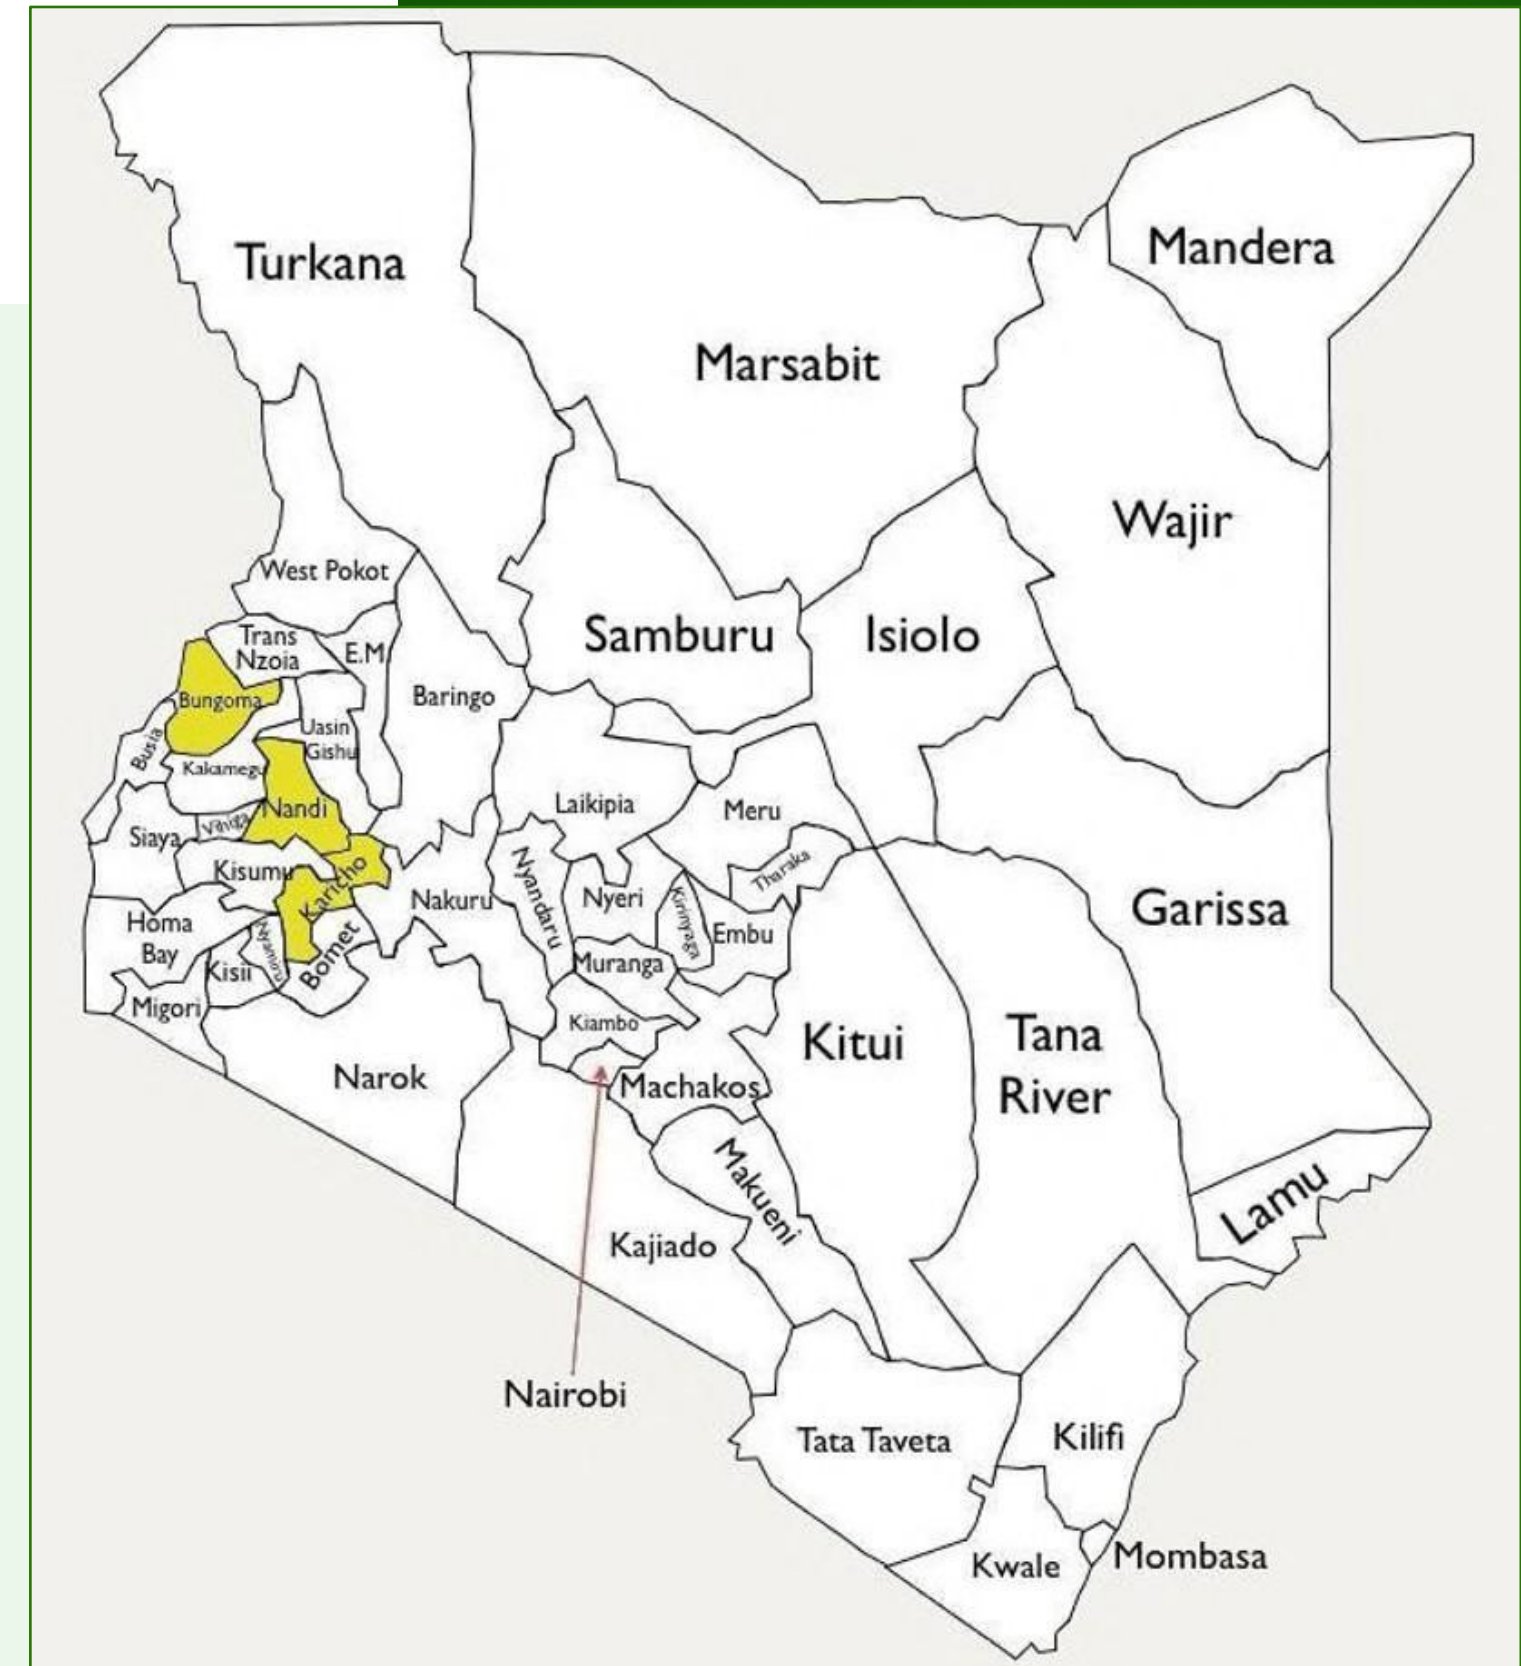 Turkana
Mandera
Marsabit
Wajir
West Pokot
Trans
Nzoia
E.M
Samburu
Isiolo
Bungoma
Baringo
Uasin
Gishu
Busia
Kakamega
Nandi
Laikipia
Meru
Siaya
Vihiga
Kisumu
Karicho
Nakuru
Nyandaru
Nyeri
Kirinyaga
Tharaka
Embu
Garissa
Homa
Bay
Kisii
Nyamira
Bomet
Muranga
Migori
Kiambo
Kitui
Tana
River
Narok
Machakos
Makueni
Lamu
Kajiado
Nairobi
Tata Taveta
Kilifi
Kwale
Mombasa